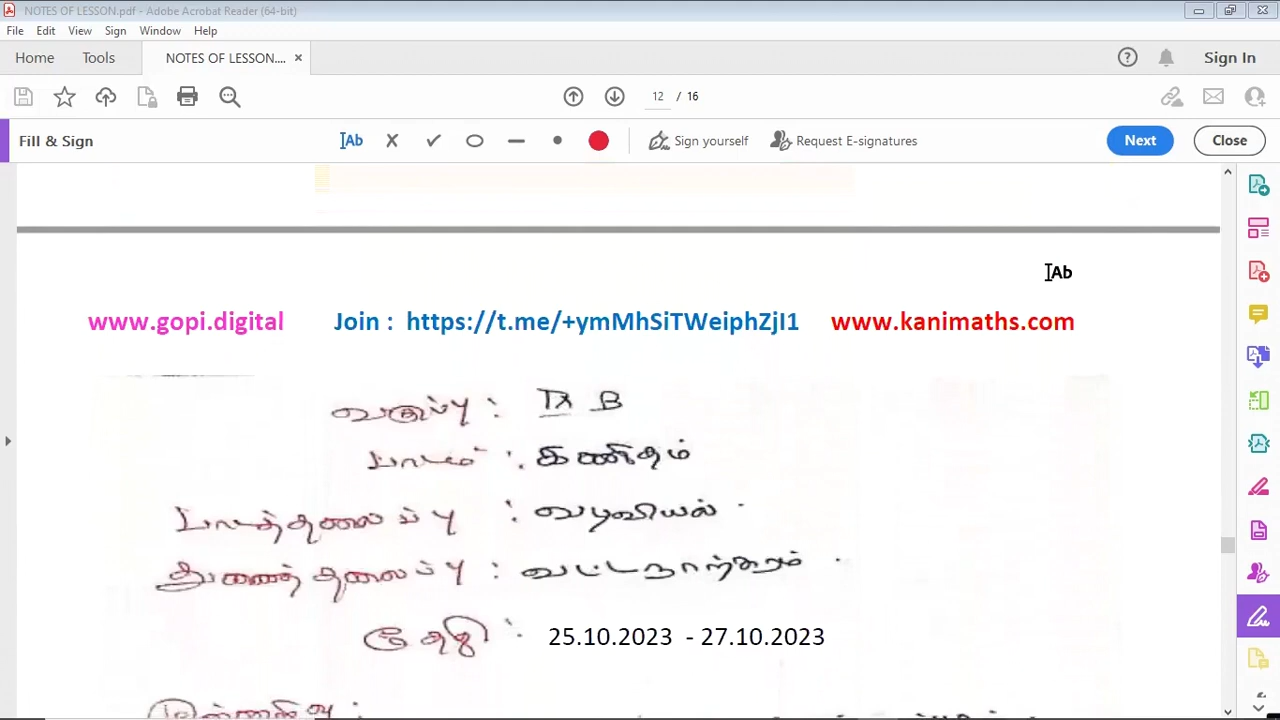 NOTES OF LESSON.pdf - Adobe Acrobat Reader (64-bit)
File Edit View Sign Window Help
Home Tools NOTES OF LESSON.... × Sign In
12 / 16
Fill & Sign Ab Sign yourself Request E-signatures Next Close
Ab
www.gopi.digital Join : https://t.me/+ymMhSiTWeiphZjI1 www.kanimaths.com
வகுப்பு : IX B
பாடம் : கணிதம்
பாடத்தலைப்பு : வடிவியல்
துணைத் தலைப்பு : வட்டநாற்கரம்
தேதி : 25.10.2023 - 27.10.2023
முன்னறிவு :